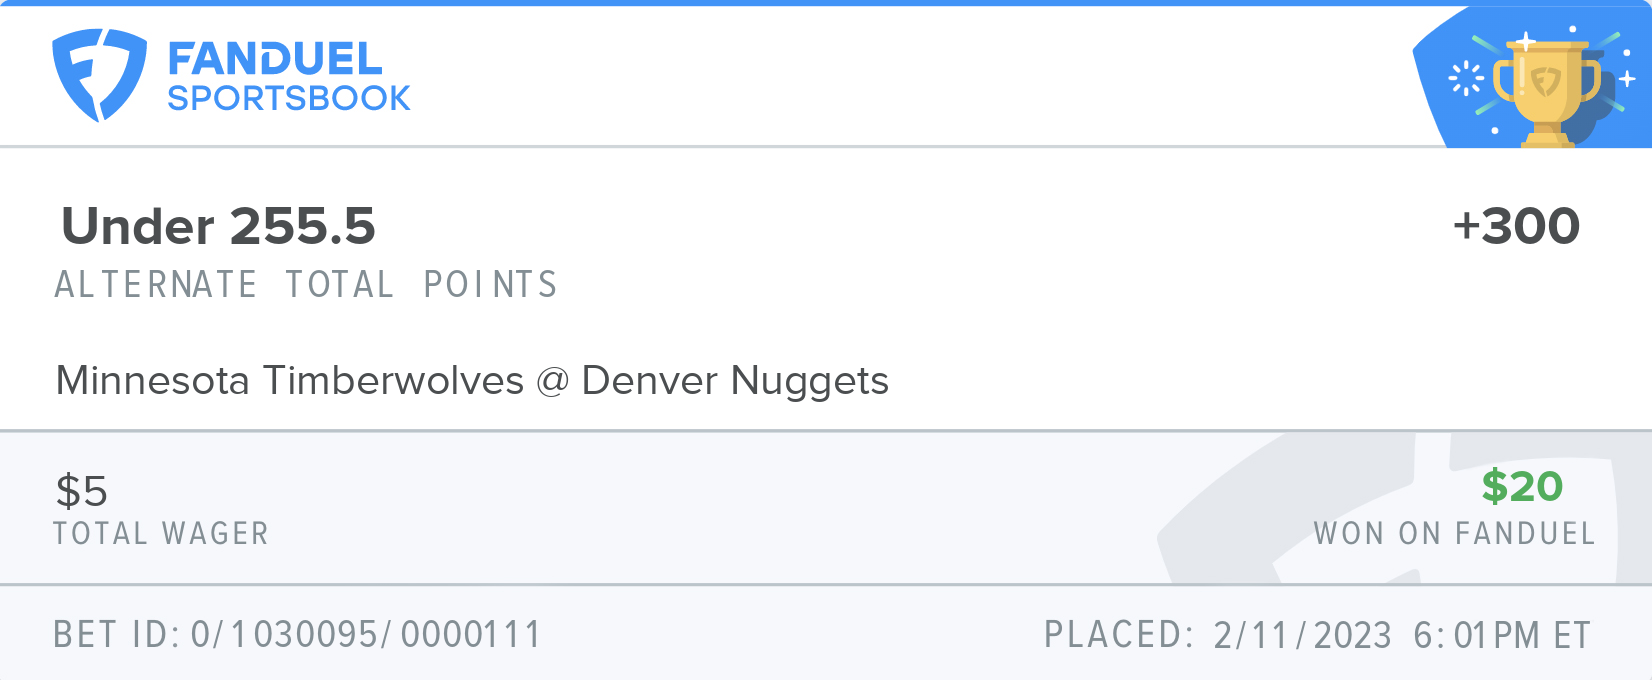 FANDUEL
SPORTSBOOK
Under 255.5 +300
ALTERNATE TOTAL POINTS
Minnesota Timberwolves @ Denver Nuggets
$5 $20
TOTAL WAGER WON ON FANDUEL
BET ID: 0/1030095/0000111 PLACED: 2/11/2023 6:01PM ET